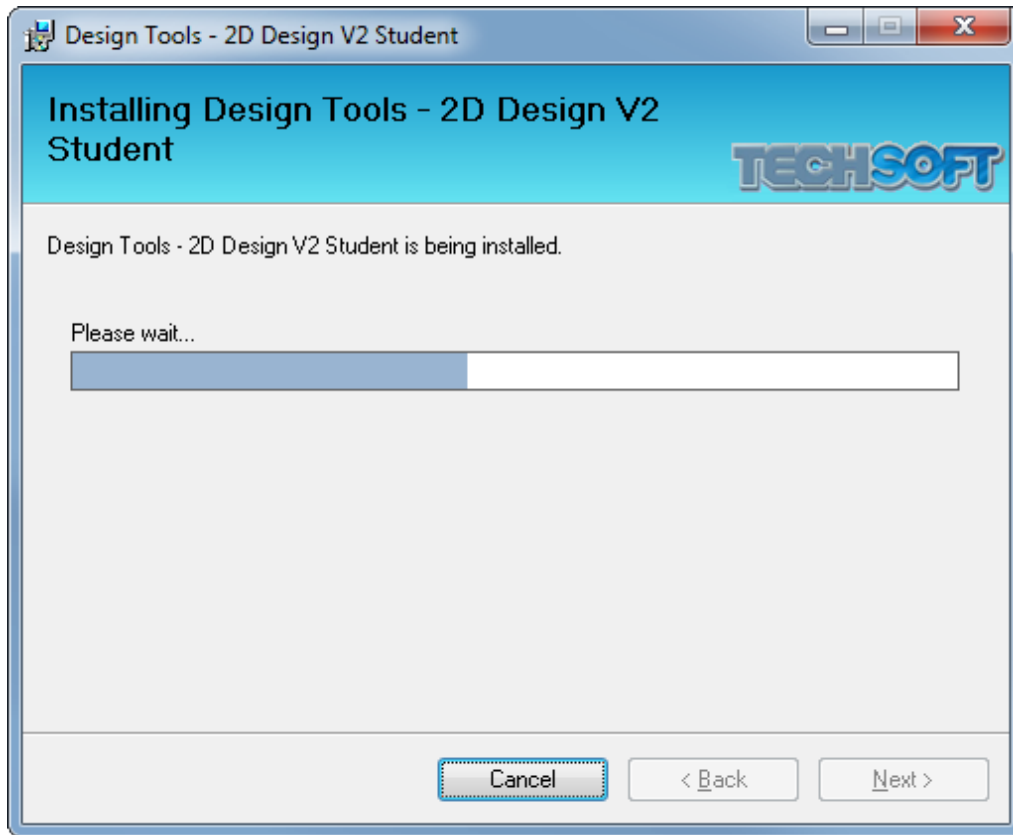 Design Tools - 2D Design V2 Student
Installing Design Tools - 2D Design V2
Student
TECHSOFT
Design Tools - 2D Design V2 Student is being installed.
Please wait...
Cancel
< Back
Next >